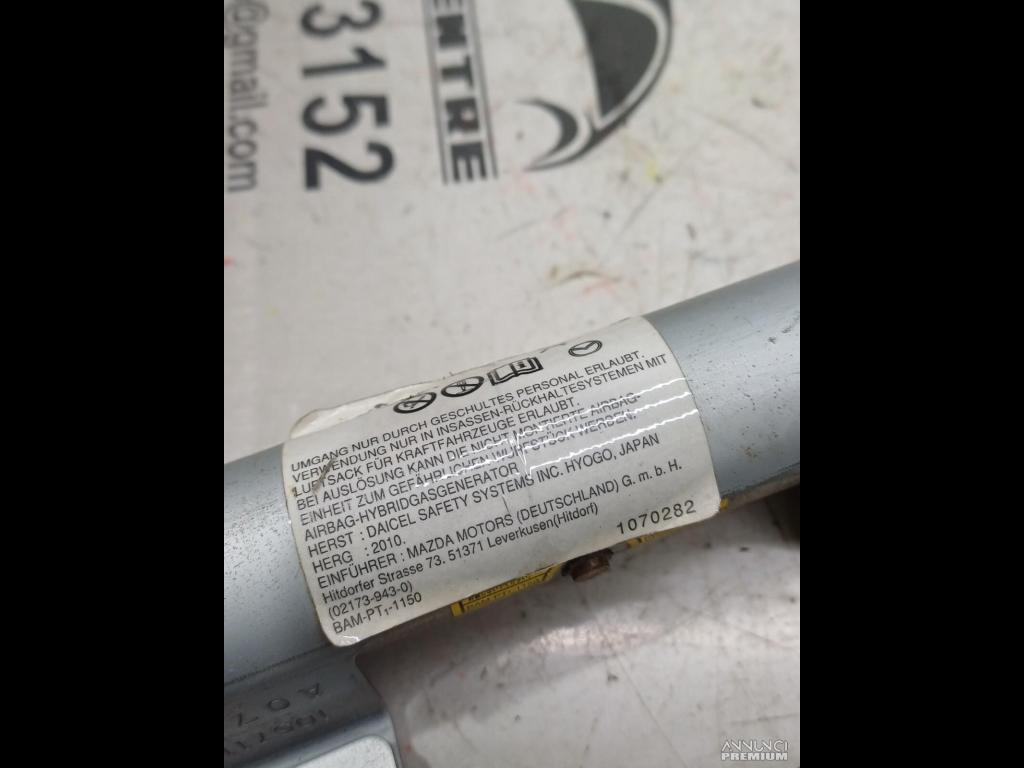 @gmail.com
3152
ENTRE
UMGANG NUR DURCH GESCHULTES PERSONAL ERLAUBT.
VERWENDUNG NUR IN INSASSEN-RÜCKHALTESYSTEMEN MIT
LUFTSACK FÜR KRAFTFAHRZEUGE ERLAUBT.
BEI AUSLÖSUNG KANN DIE NICHT MONTIERTE AIRBAG-
EINHEIT ZUM GEFÄHRLICHEN WURFSTÜCK WERDEN!
AIRBAG-HYBRIDGASGENERATOR
HERST : DAICEL SAFETY SYSTEMS INC. HYOGO, JAPAN
HERG : 2010.
EINFÜHRER : MAZDA MOTORS (DEUTSCHLAND) G. m. b. H.
Hitdorfer Strasse 73. 51371 Leverkusen(Hitdorf)
(02173-943-0)
BAM-PT₁-1150
1070282
A07
ANNUNCI
PREMIUM